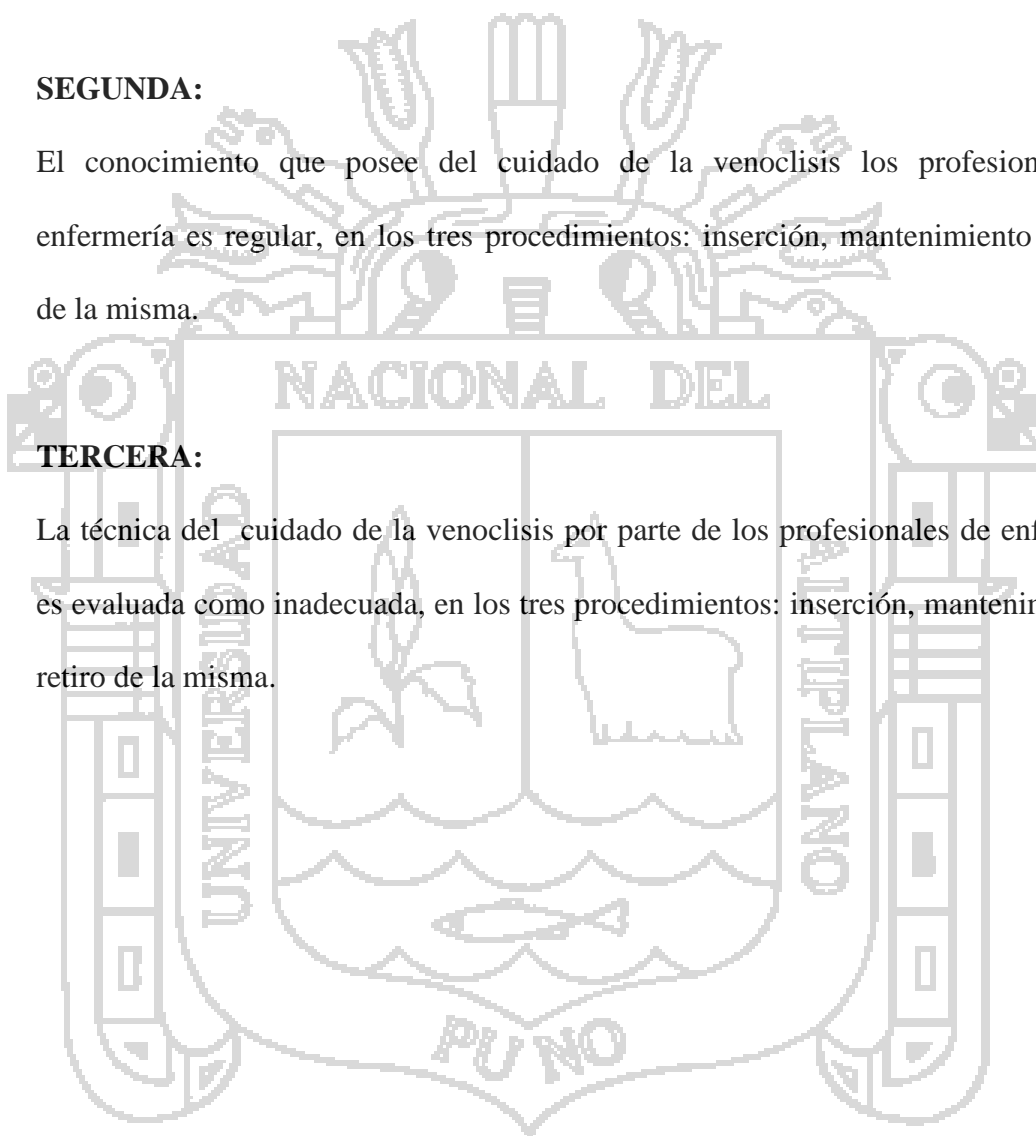 SEGUNDA:
El conocimiento que posee del cuidado de la venoclisis los profesion
enfermería es regular, en los tres procedimientos: inserción, mantenimiento
de la misma.
NACIONAL DEL
TERCERA:
La técnica del cuidado de la venoclisis por parte de los profesionales de enf
es evaluada como inadecuada, en los tres procedimientos: inserción, mantenim
retiro de la misma.
UNIVERSIDAD
ALTIPLANO
PUNO